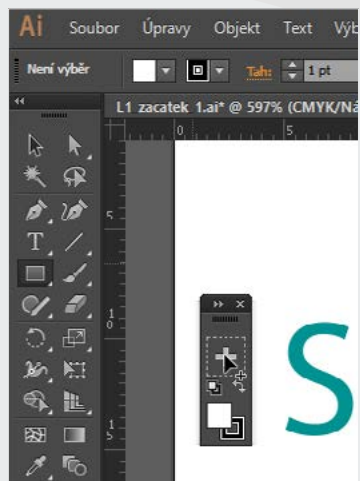 Ai Soubor Úpravy Objekt Text Výb
Není výběr Tah: 1 pt
L1 zacatek 1.ai* @ 597% (CMYK/Ná
0 5
5
1
0
1
5
S